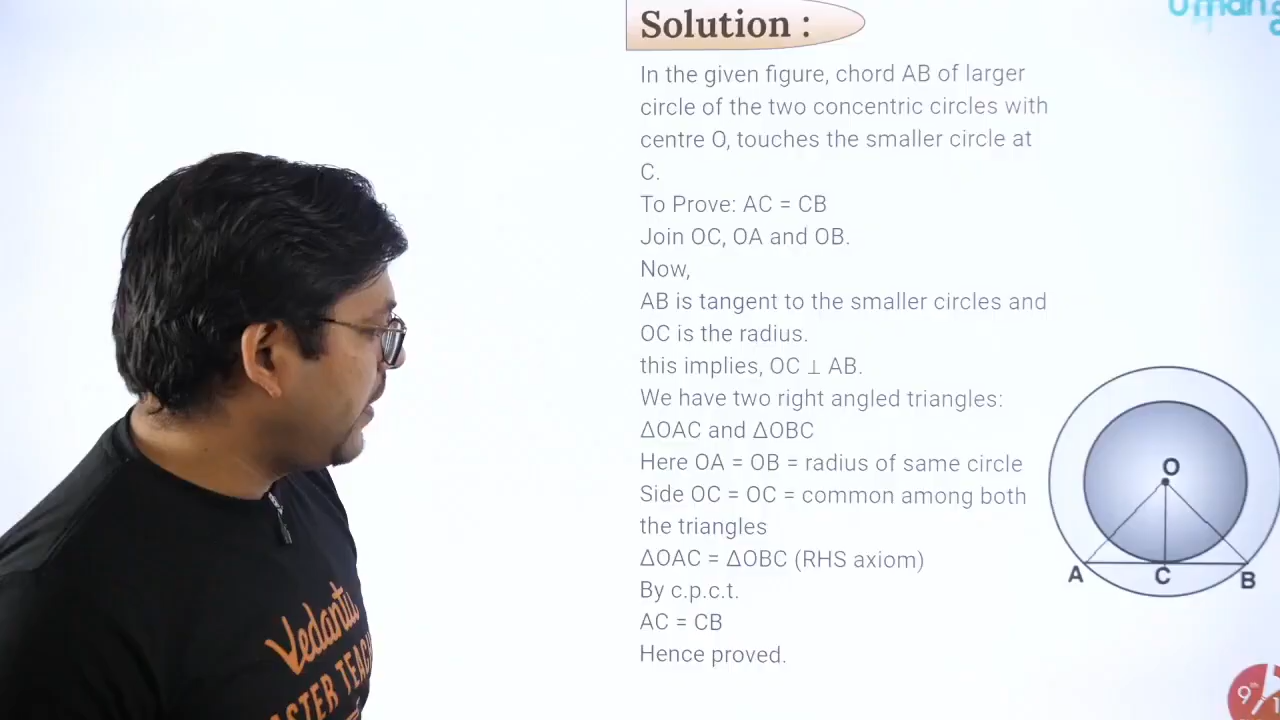 Solution :
In the given figure, chord AB of larger
circle of the two concentric circles with
centre O, touches the smaller circle at
C.
To Prove: AC = CB
Join OC, OA and OB.
Now,
AB is tangent to the smaller circles and
OC is the radius.
this implies, OC ⊥ AB.
We have two right angled triangles:
ΔOAC and ΔOBC
Here OA = OB = radius of same circle
Side OC = OC = common among both
the triangles
ΔOAC = ΔOBC (RHS axiom)
By c.p.c.t.
AC = CB
Hence proved.
O
A C B
Vedantu
9th